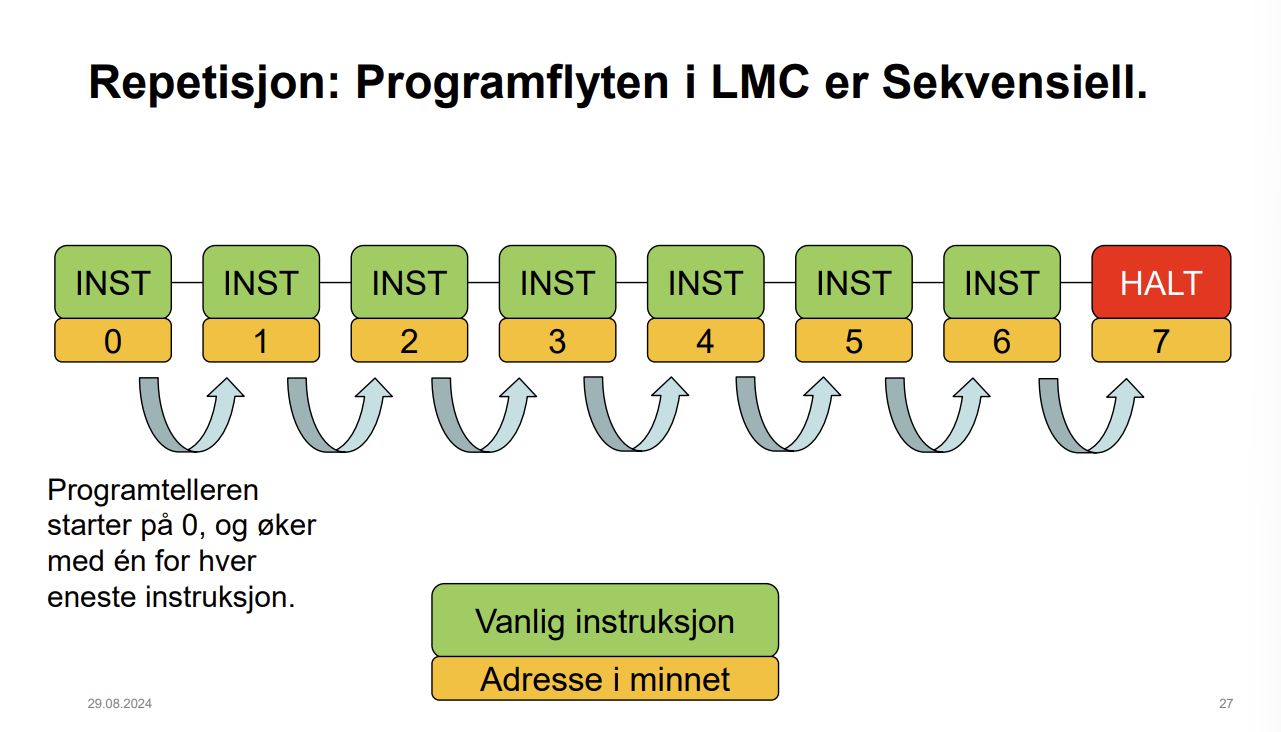 Repetisjon: Programflyten i LMC er Sekvensiell.
INST INST INST INST INST INST INST HALT
0 1 2 3 4 5 6 7
Programtelleren
starter på 0, og øker
med én for hver
eneste instruksjon.
Vanlig instruksjon
Adresse i minnet
29.08.2024
27